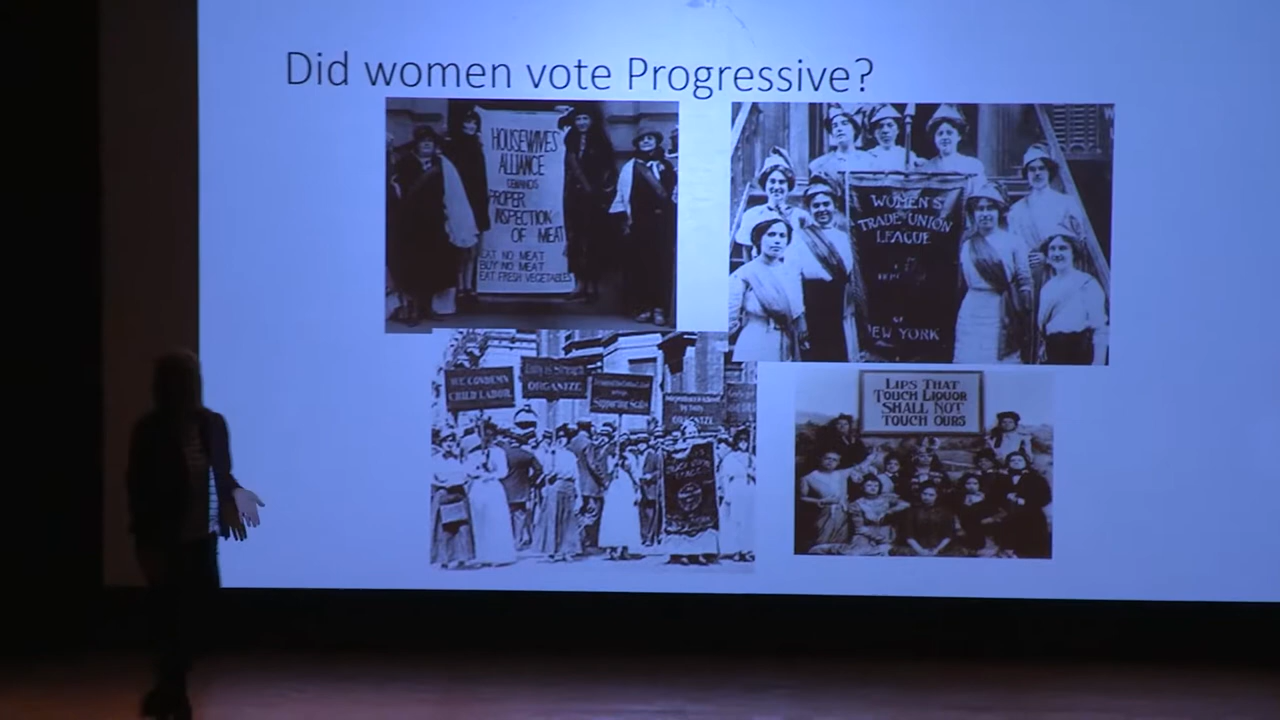 Did women vote Progressive?
HOUSEWIVES
ALLIANCE
DEMANDS
PROPER
INSPECTION
OF MEAT
EAT NO MEAT
BUY NO MEAT
EAT FRESH VEGETABLES
WOMEN'S
TRADE UNION
LEAGUE
OF
NEW YORK
WE CONDEMN
CHILD LABOR
ORGANIZE
ORGANIZE
LIPS THAT
TOUCH LIQUOR
SHALL NOT
TOUCH OURS